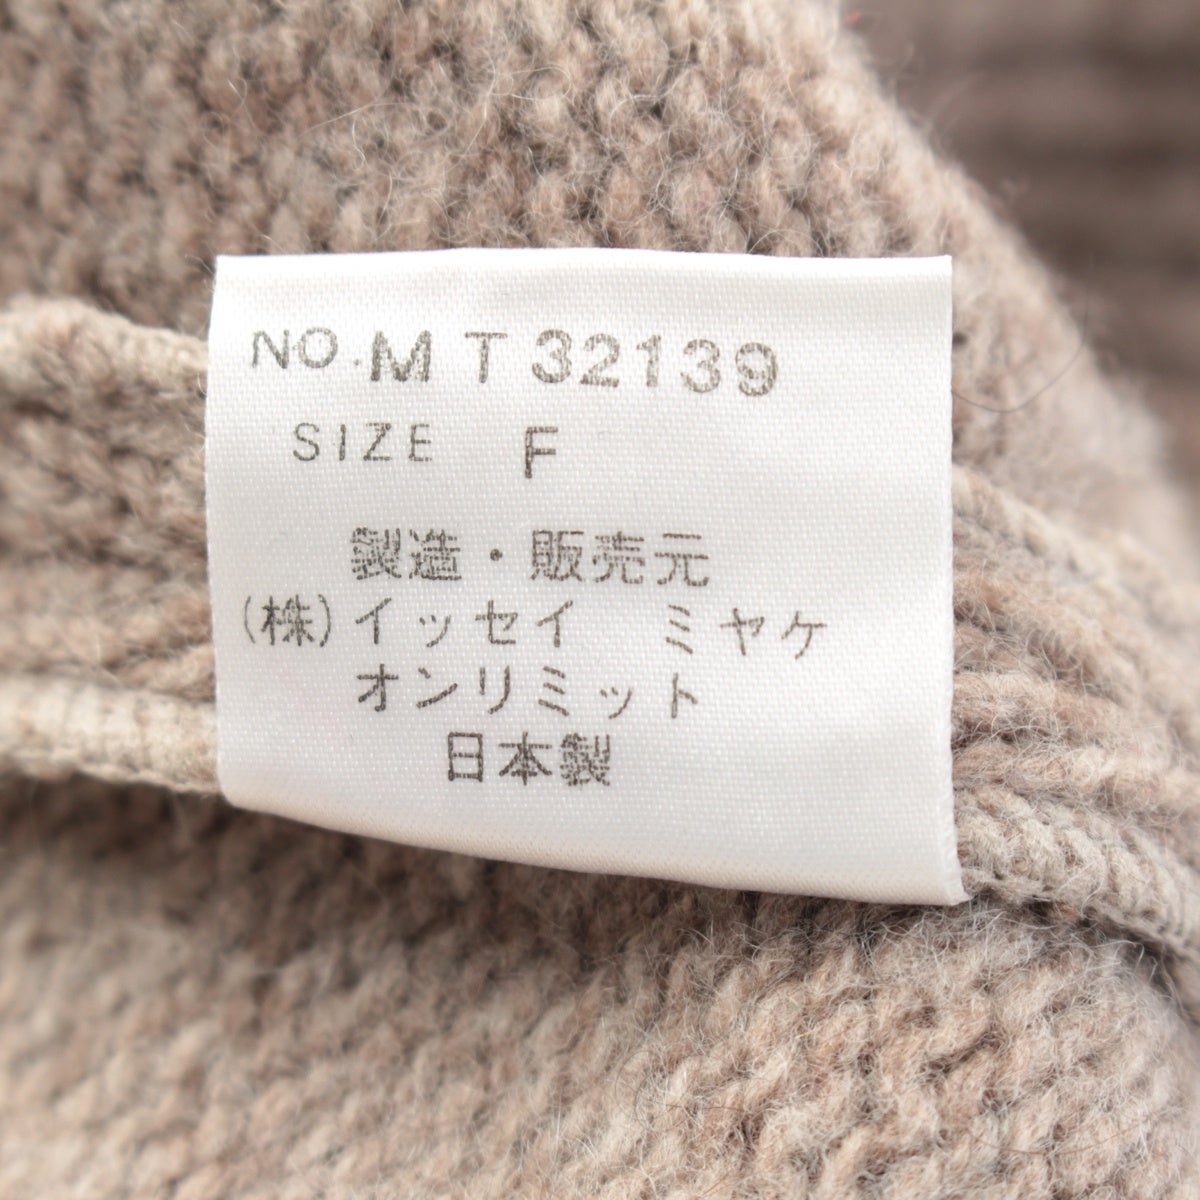 NO.MT32139
SIZE F
製造・販売元
(株)イッセイ ミヤケ
オンリミット
日本製